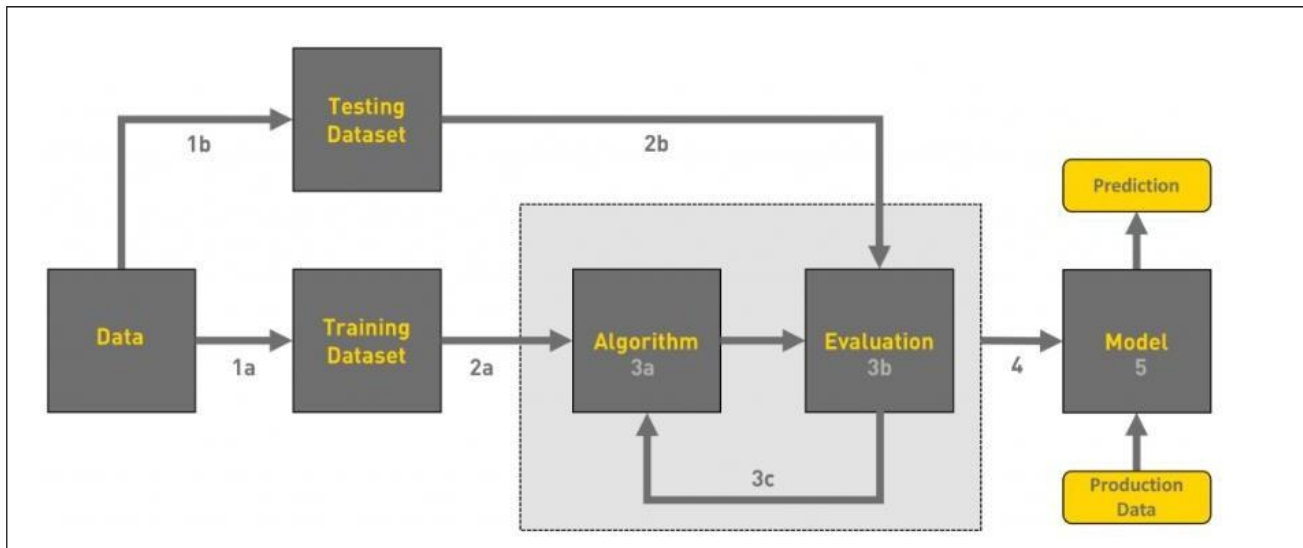 Testing
Dataset
1b
2b
Prediction
Data
Training
Dataset
Algorithm
3a
Evaluation
3b
Model
5
1a
2a
4
3c
Production
Data